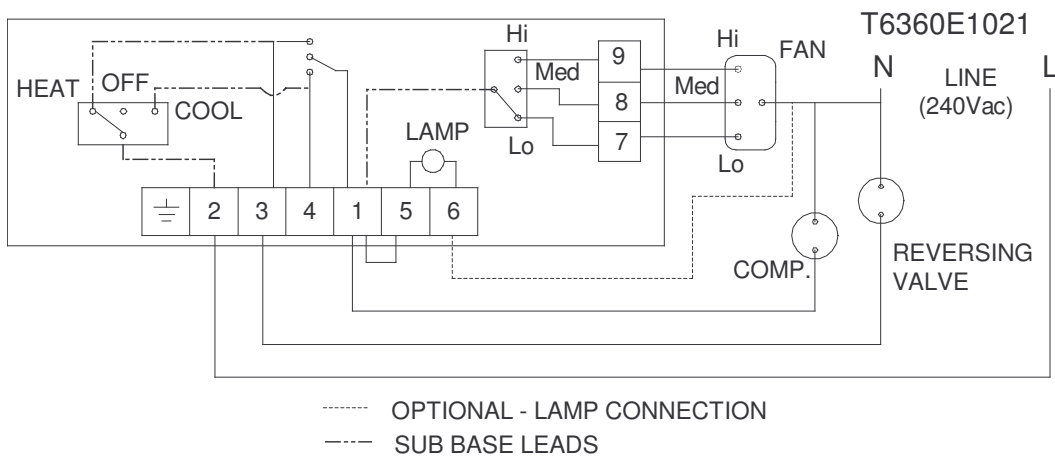 T6360E1021
Hi
Hi
FAN
N
LINE
(240Vac)
L
9
Med
Med
HEAT
OFF
COOL
8
LAMP
7
Lo
Lo
2
3
4
1
5
6
COMP.
REVERSING
VALVE
OPTIONAL - LAMP CONNECTION
SUB BASE LEADS